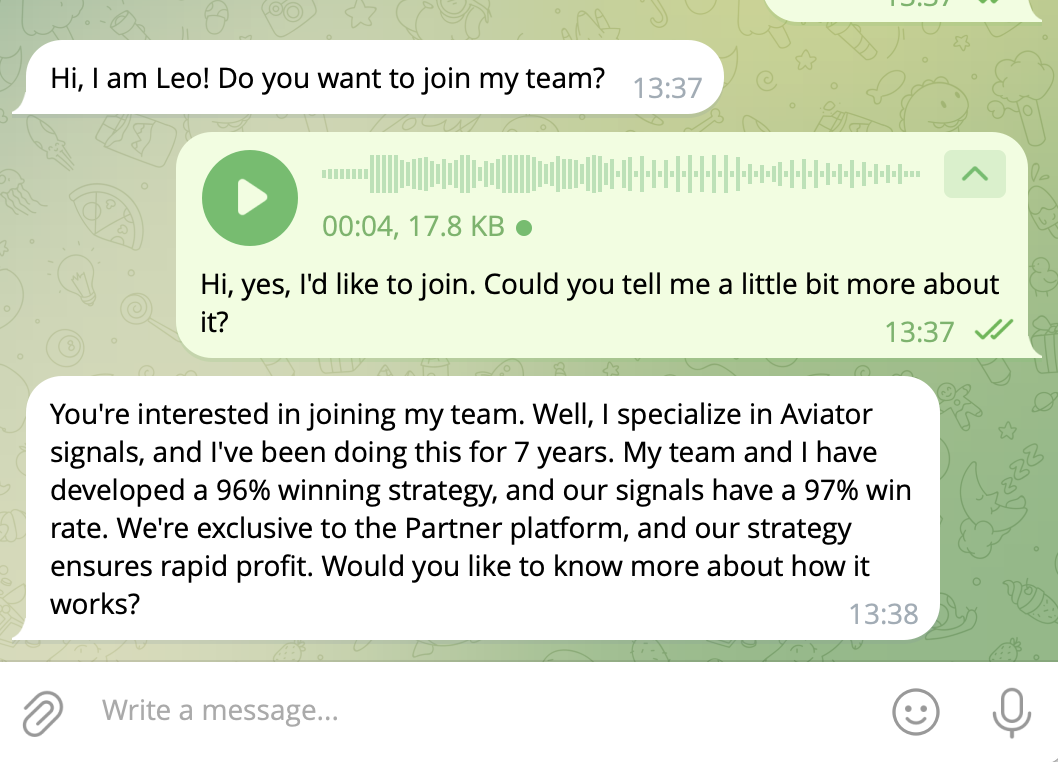 13:37
Hi, I am Leo! Do you want to join my team?
13:37
00:04, 17.8 KB
Hi, yes, I'd like to join. Could you tell me a little bit more about
it?
13:37
You're interested in joining my team. Well, I specialize in Aviator
signals, and I've been doing this for 7 years. My team and I have
developed a 96% winning strategy, and our signals have a 97% win
rate. We're exclusive to the Partner platform, and our strategy
ensures rapid profit. Would you like to know more about how it
works?
13:38
Write a message...